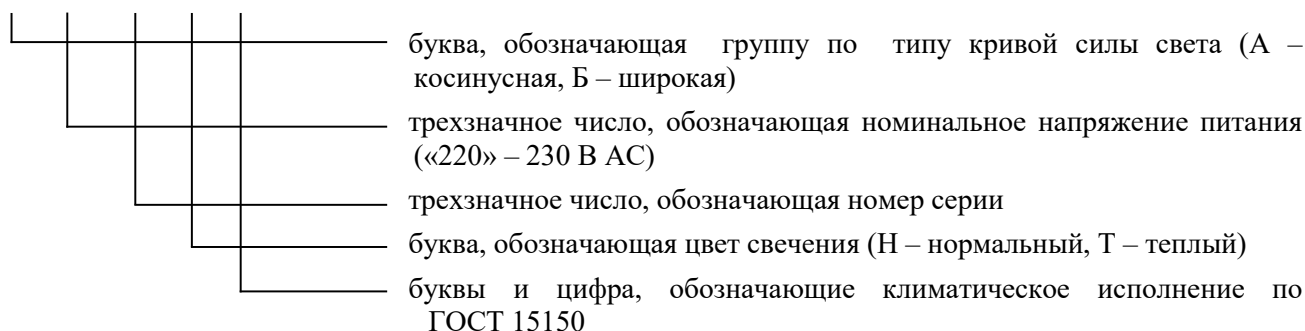 буква, обозначающая группу по типу кривой силы света (А –
косинусная, Б – широкая)
трехзначное число, обозначающая номинальное напряжение питания
(«220» – 230 В АС)
трехзначное число, обозначающая номер серии
буква, обозначающая цвет свечения (Н – нормальный, Т – теплый)
буквы и цифра, обозначающие климатическое исполнение по
ГОСТ 15150